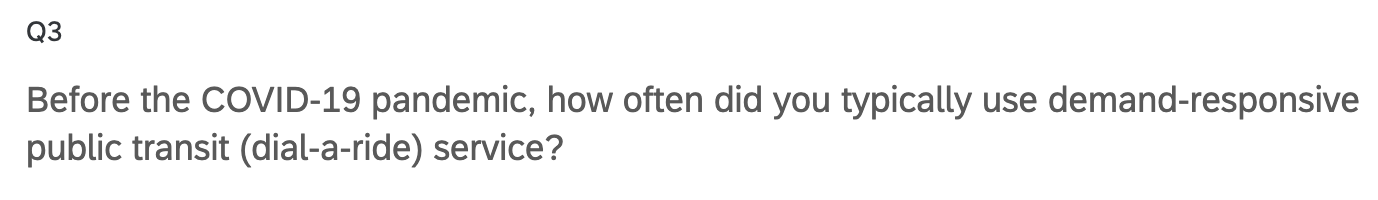 Q3
Before the COVID-19 pandemic, how often did you typically use demand-responsive
public transit (dial-a-ride) service?